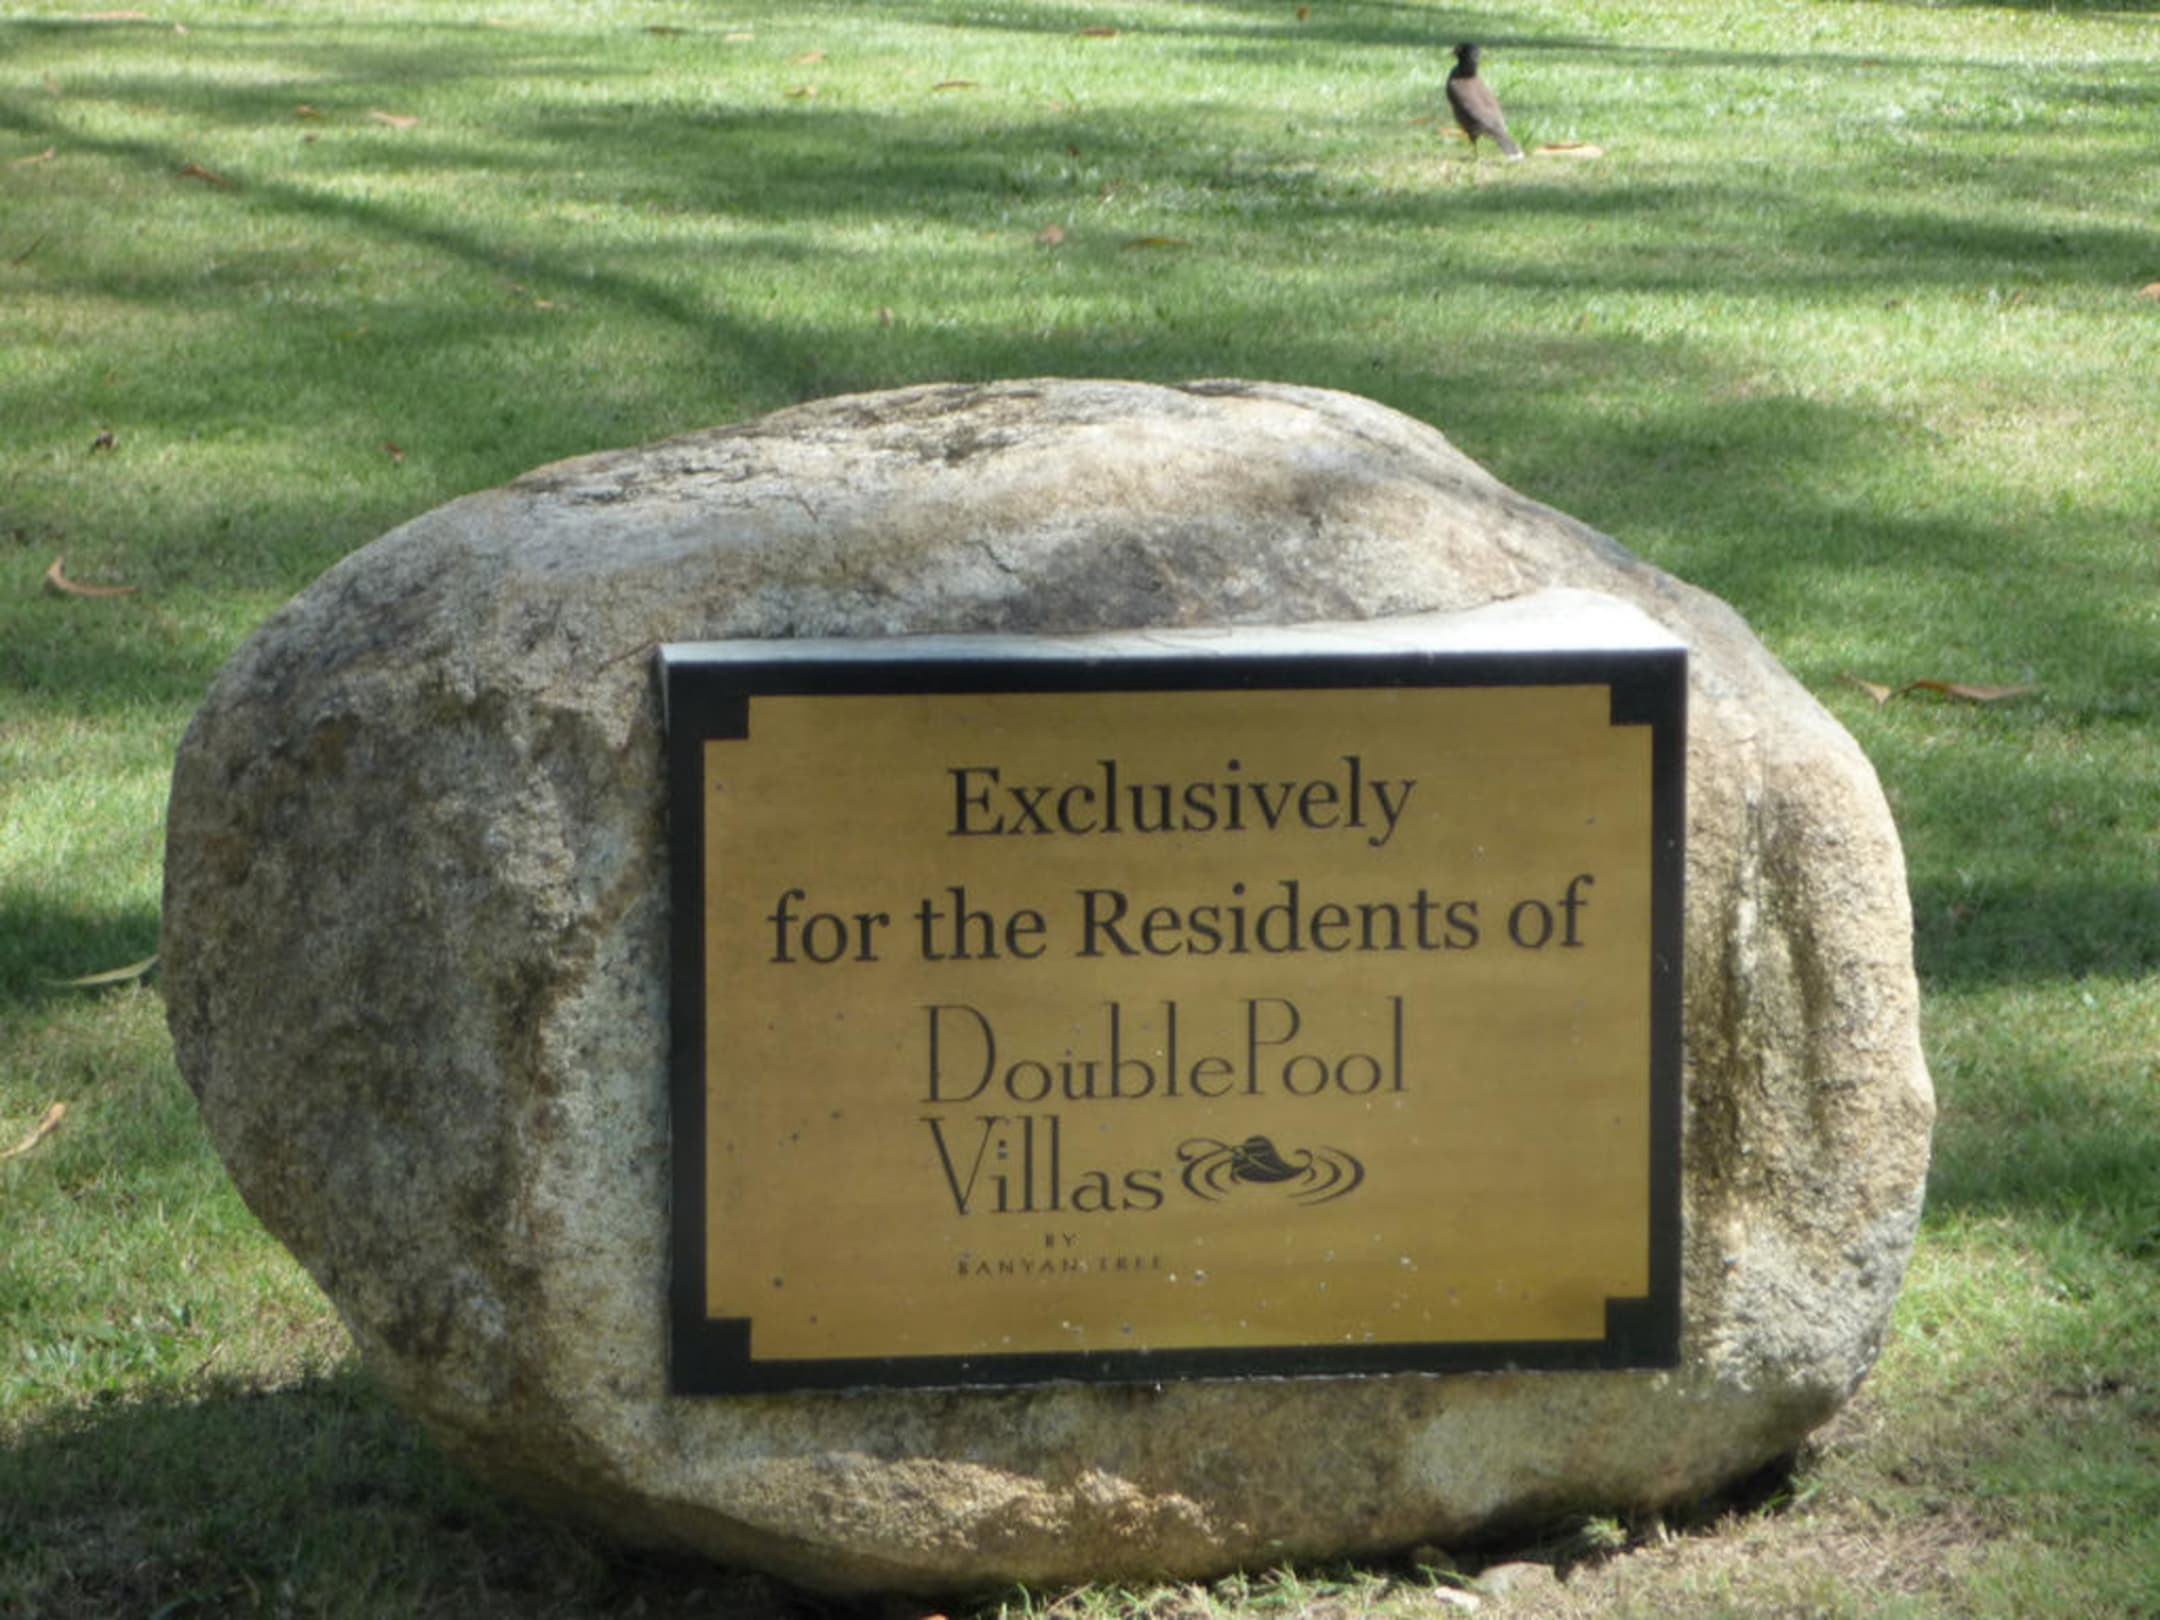 Exclusively
for the Residents of
DoublePool
Villas
BY
BANYAN TREE